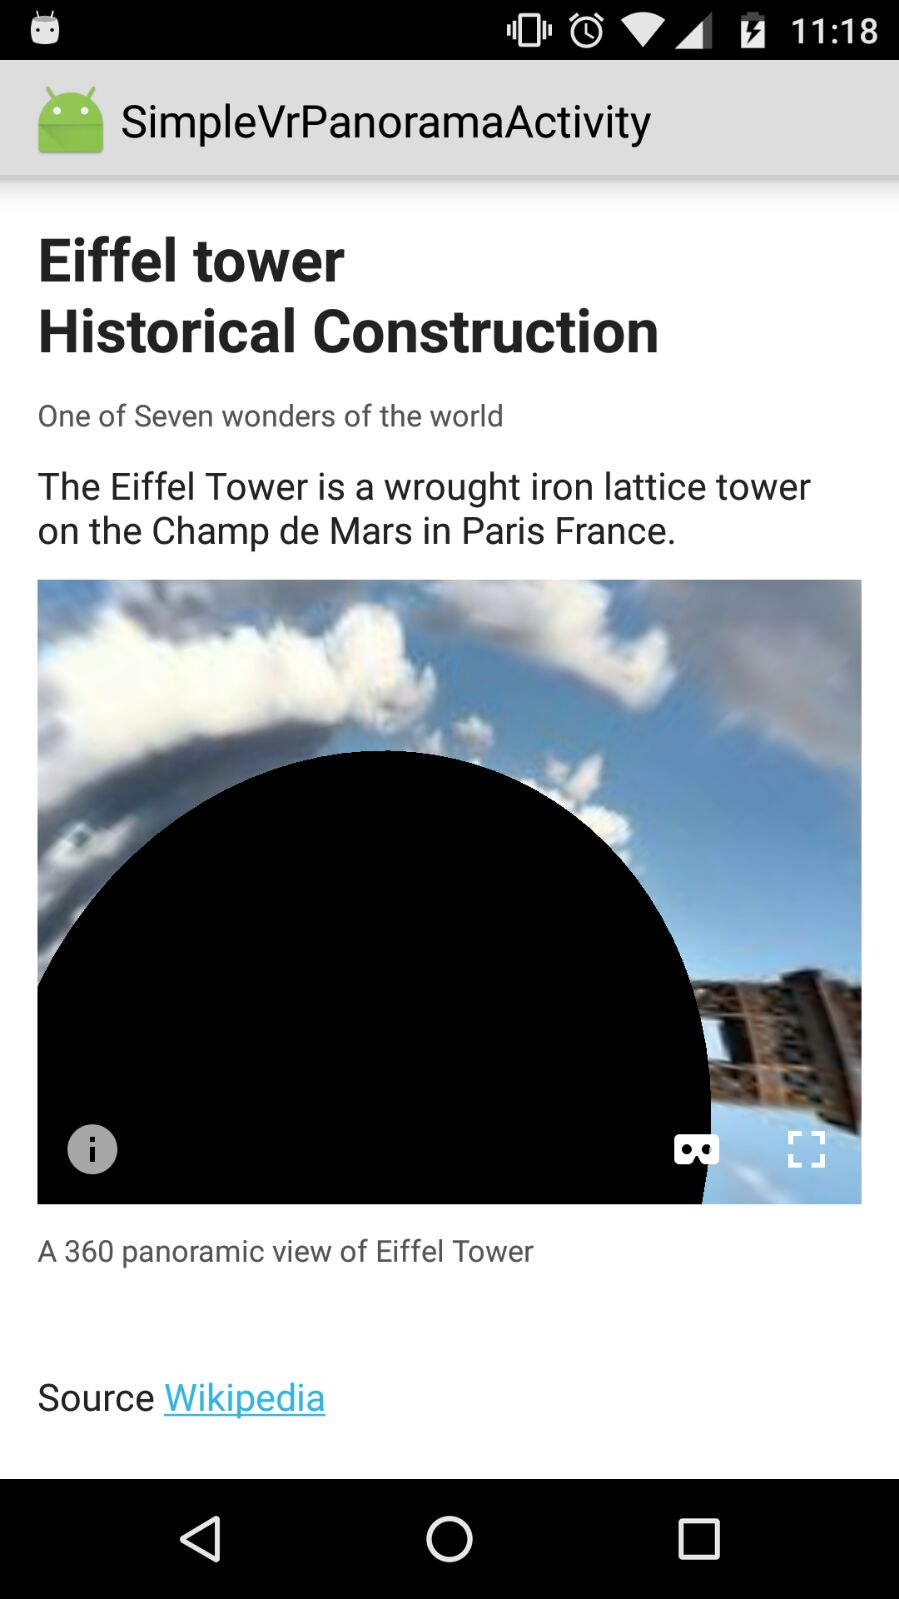 11:18
SimpleVrPanoramaActivity
Eiffel tower
Historical Construction
One of Seven wonders of the world
The Eiffel Tower is a wrought iron lattice tower
on the Champ de Mars in Paris France.
A 360 panoramic view of Eiffel Tower
Source Wikipedia